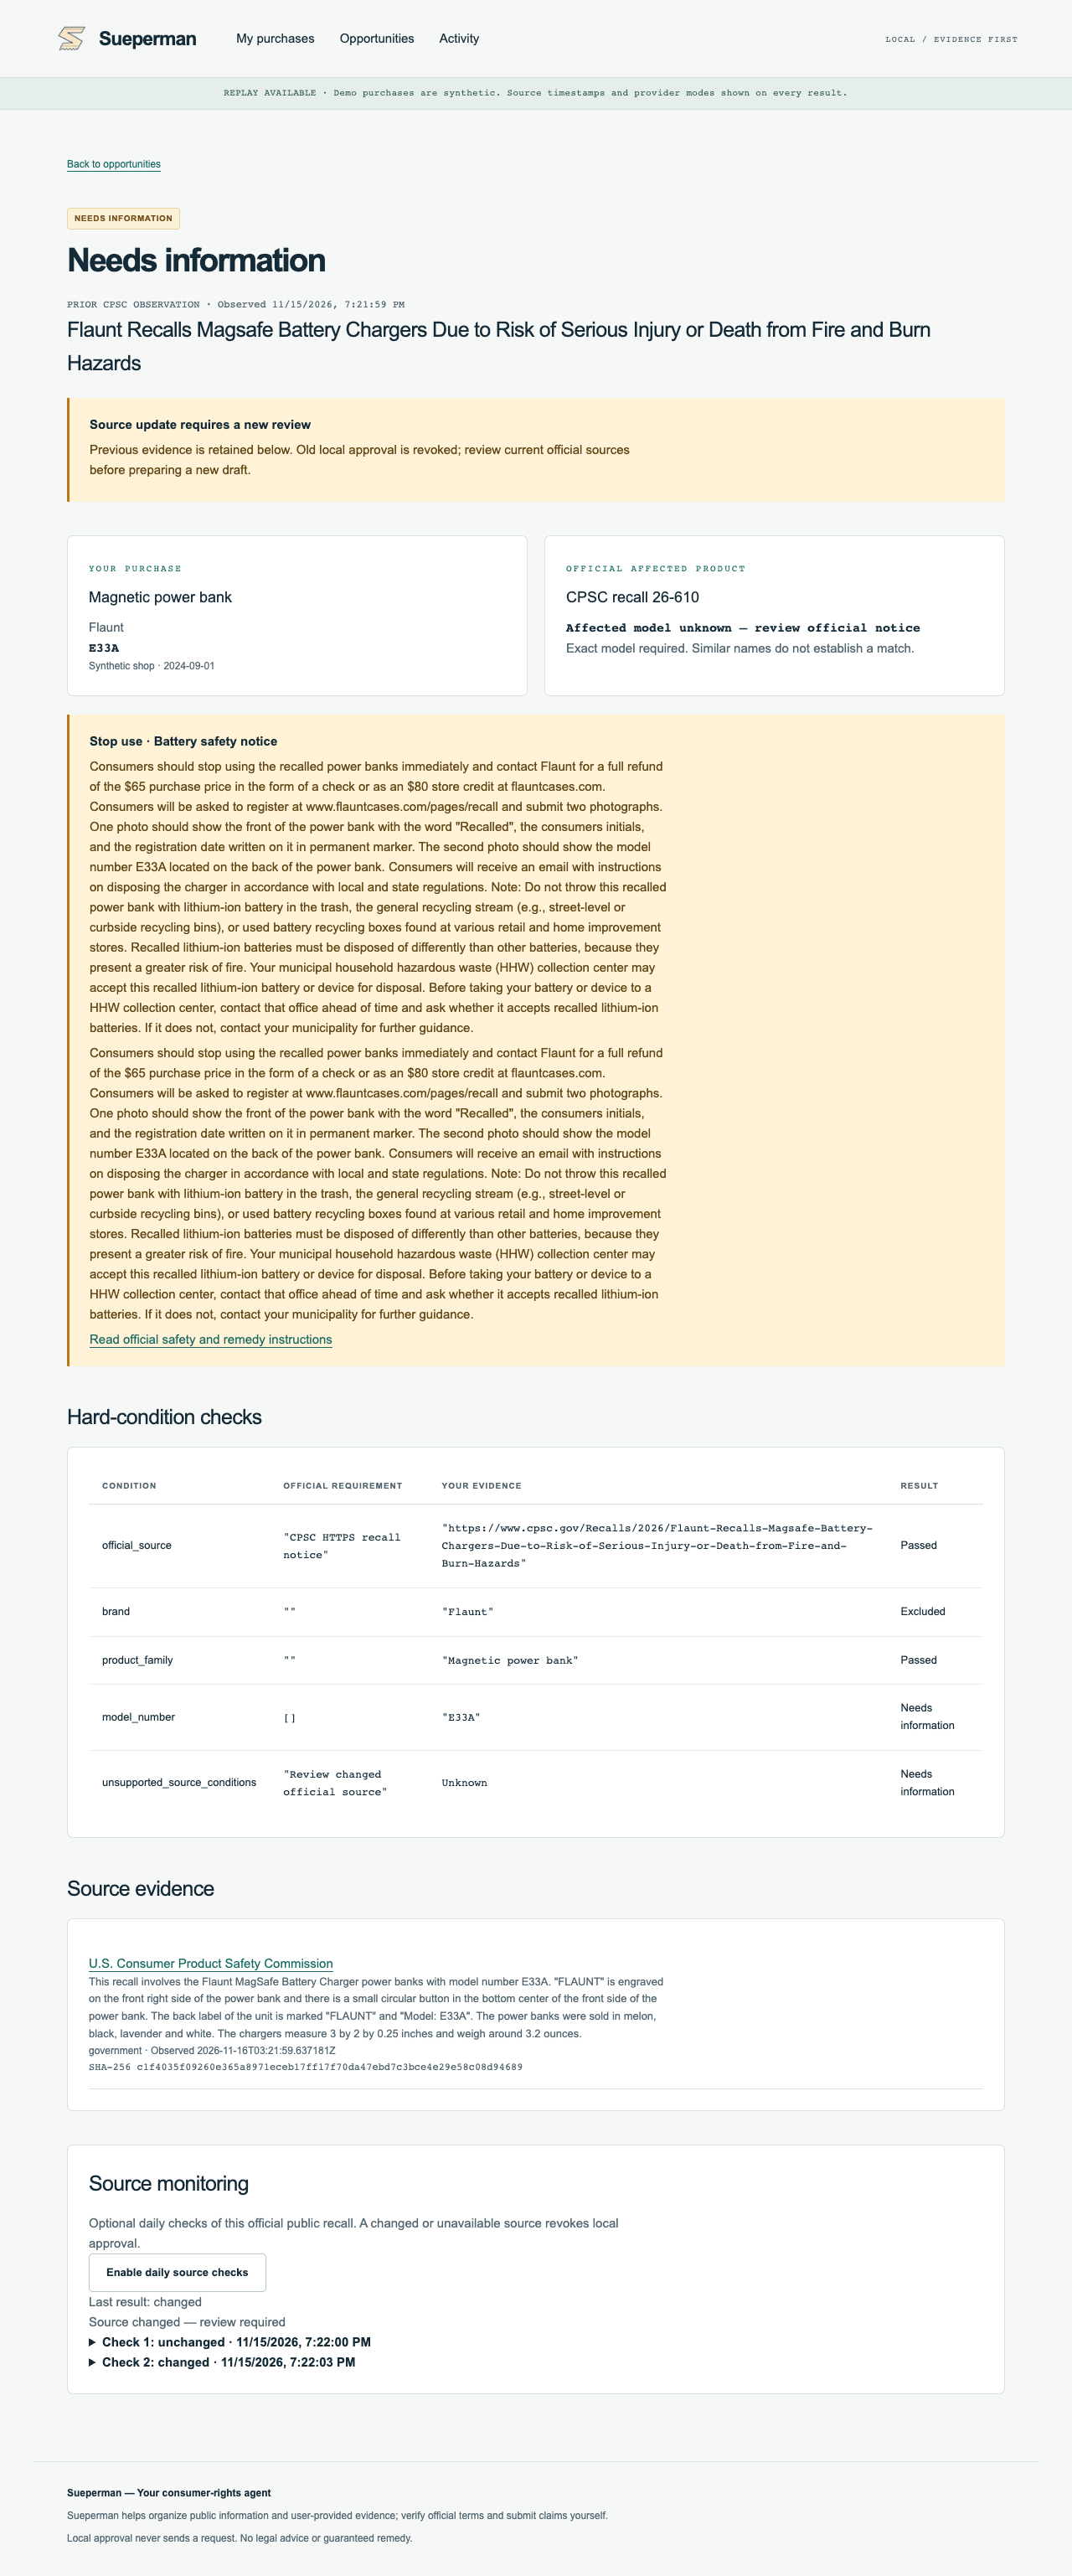 Sueperman
My purchases
Opportunities
Activity
LOCAL / EVIDENCE FIRST
REPLAY AVAILABLE · Demo purchases are synthetic. Source timestamps and provider modes shown on every result.
Back to opportunities
NEEDS INFORMATION
Needs information
PRIOR CPSC OBSERVATION · Observed 11/15/2026, 7:21:59 PM
Flaunt Recalls Magsafe Battery Chargers Due to Risk of Serious Injury or Death from Fire and Burn
Hazards
Source update requires a new review
Previous evidence is retained below. Old local approval is revoked; review current official sources
before preparing a new draft.
YOUR PURCHASE
Magnetic power bank
Flaunt
E33A
Synthetic shop · 2024-09-01
OFFICIAL AFFECTED PRODUCT
CPSC recall 26-610
Affected model unknown — review official notice
Exact model required. Similar names do not establish a match.
Stop use · Battery safety notice
Consumers should stop using the recalled power banks immediately and contact Flaunt for a full refund
of the $65 purchase price in the form of a check or as an $80 store credit at flauntcases.com.
Consumers will be asked to register at www.flauntcases.com/pages/recall and submit two photographs.
One photo should show the front of the power bank with the word "Recalled", the consumers initials,
and the registration date written on it in permanent marker. The second photo should show the model
number E33A located on the back of the power bank. Consumers will receive an email with instructions
on disposing the charger in accordance with local and state regulations. Note: Do not throw this recalled
power bank with lithium-ion battery in the trash, the general recycling stream (e.g., street-level or
curbside recycling bins), or used battery recycling boxes found at various retail and home improvement
stores. Recalled lithium-ion batteries must be disposed of differently than other batteries, because they
present a greater risk of fire. Your municipal household hazardous waste (HHW) collection center may
accept this recalled lithium-ion battery or device for disposal. Before taking your battery or device to a
HHW collection center, contact that office ahead of time and ask whether it accepts recalled lithium-ion
batteries. If it does not, contact your municipality for further guidance.
Consumers should stop using the recalled power banks immediately and contact Flaunt for a full refund
of the $65 purchase price in the form of a check or as an $80 store credit at flauntcases.com.
Consumers will be asked to register at www.flauntcases.com/pages/recall and submit two photographs.
One photo should show the front of the power bank with the word "Recalled", the consumers initials,
and the registration date written on it in permanent marker. The second photo should show the model
number E33A located on the back of the power bank. Consumers will receive an email with instructions
on disposing the charger in accordance with local and state regulations. Note: Do not throw this recalled
power bank with lithium-ion battery in the trash, the general recycling stream (e.g., street-level or
curbside recycling bins), or used battery recycling boxes found at various retail and home improvement
stores. Recalled lithium-ion batteries must be disposed of differently than other batteries, because they
present a greater risk of fire. Your municipal household hazardous waste (HHW) collection center may
accept this recalled lithium-ion battery or device for disposal. Before taking your battery or device to a
HHW collection center, contact that office ahead of time and ask whether it accepts recalled lithium-ion
batteries. If it does not, contact your municipality for further guidance.
Read official safety and remedy instructions
Hard-condition checks
CONDITION
OFFICIAL REQUIREMENT
YOUR EVIDENCE
RESULT
official_source
"CPSC HTTPS recall
notice"
"https://www.cpsc.gov/Recalls/2026/Flaunt-Recalls-Magsafe-Battery-
Chargers-Due-to-Risk-of-Serious-Injury-or-Death-from-Fire-and-
Burn-Hazards"
Passed
brand
""
"Flaunt"
Excluded
product_family
""
"Magnetic power bank"
Passed
model_number
[]
"E33A"
Needs
information
unsupported_source_conditions
"Review changed
official source"
Unknown
Needs
information
Source evidence
U.S. Consumer Product Safety Commission
This recall involves the Flaunt MagSafe Battery Charger power banks with model number E33A. "FLAUNT" is engraved
on the front right side of the power bank and there is a small circular button in the bottom center of the front side of the
power bank. The back label of the unit is marked "FLAUNT" and "Model: E33A". The power banks were sold in melon,
black, lavender and white. The chargers measure 3 by 2 by 0.25 inches and weigh around 3.2 ounces.
government · Observed 2026-11-16T03:21:59.637181Z
SHA-256 c1f4035f09260e365a8971eceb17ff17f70da47ebd7c3bce4e29e58c08d94689
Source monitoring
Optional daily checks of this official public recall. A changed or unavailable source revokes local
approval.
Enable daily source checks
Last result: changed
Source changed — review required
Check 1: unchanged · 11/15/2026, 7:22:00 PM
Check 2: changed · 11/15/2026, 7:22:03 PM
Sueperman — Your consumer-rights agent
Sueperman helps organize public information and user-provided evidence; verify official terms and submit claims yourself.
Local approval never sends a request. No legal advice or guaranteed remedy.